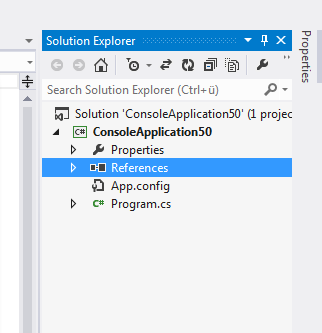 Solution Explorer
Properties
Search Solution Explorer (Ctrl+ü)
Solution 'ConsoleApplication50' (1 projec
C# ConsoleApplication50
Properties
References
App.config
C# Program.cs